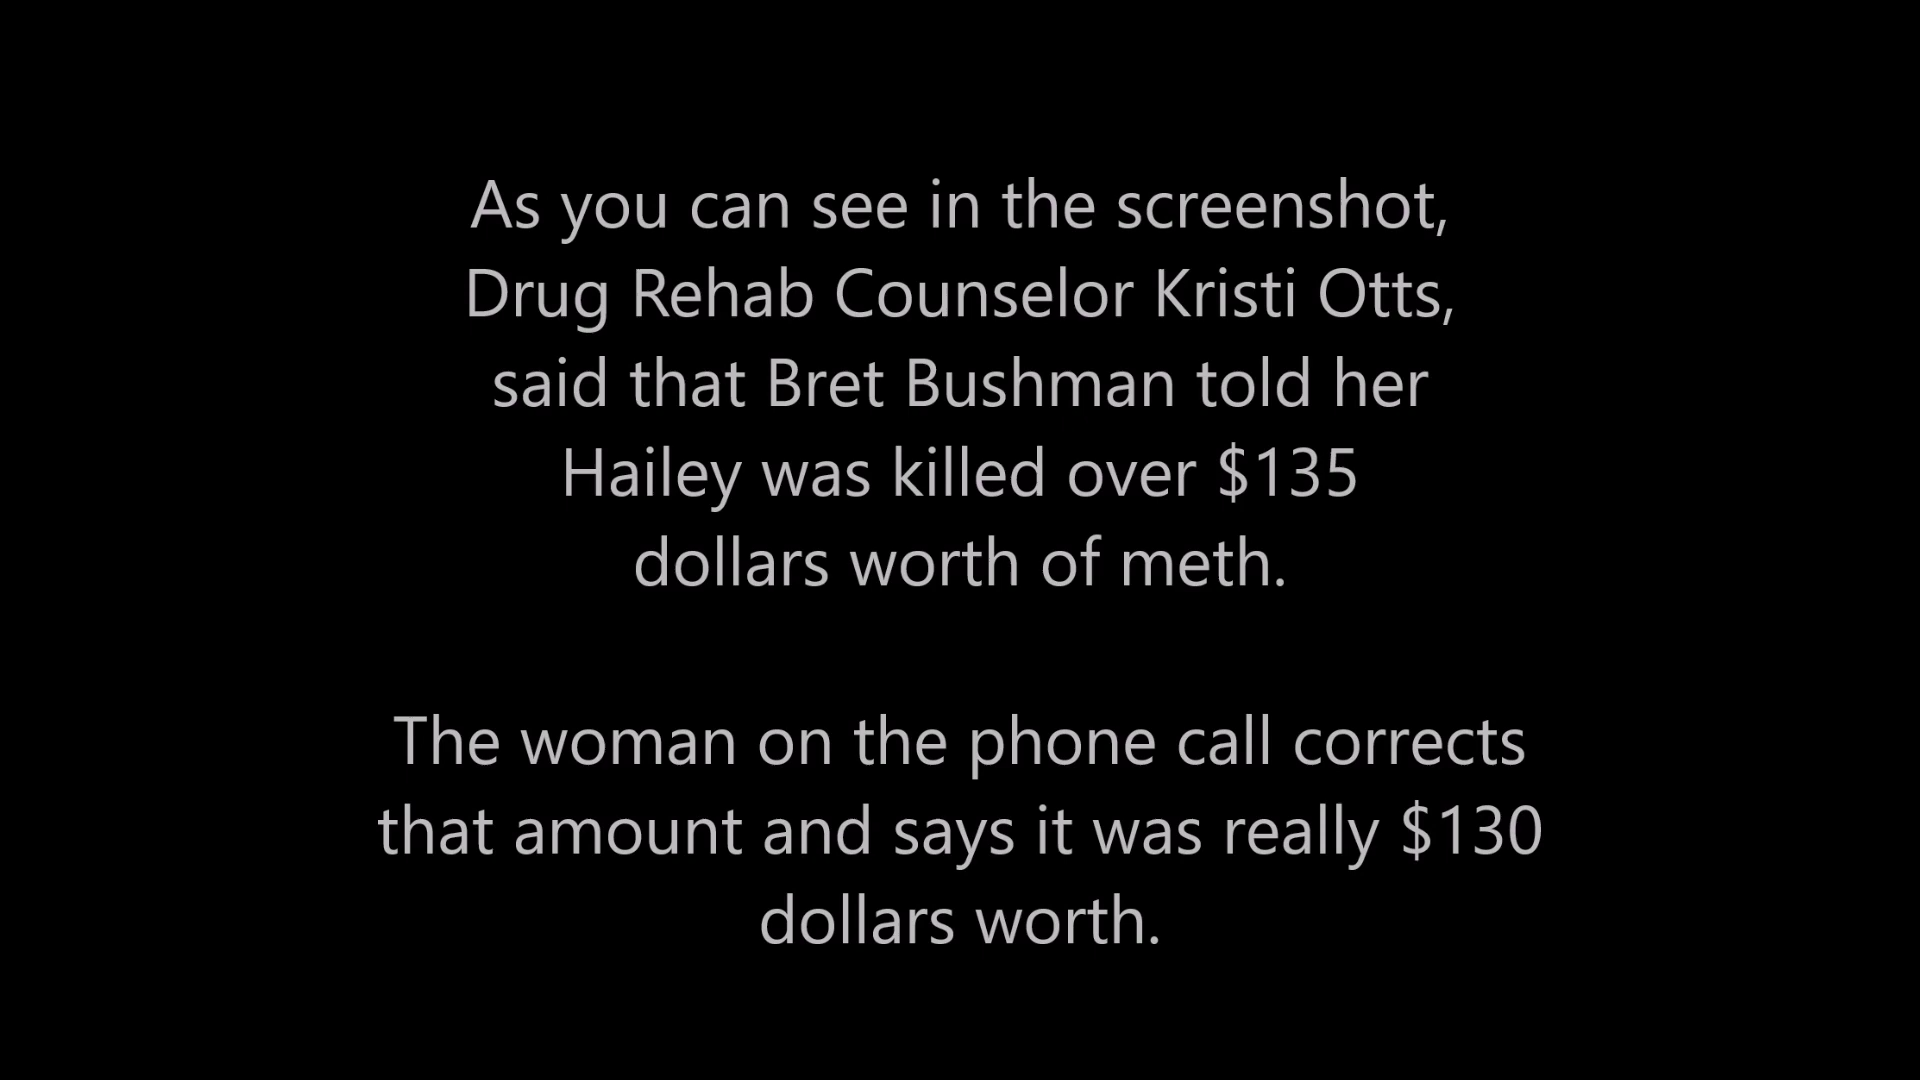 As you can see in the screenshot,
Drug Rehab Counselor Kristi Otts,
said that Bret Bushman told her
Hailey was killed over $135
dollars worth of meth.
The woman on the phone call corrects
that amount and says it was really $130
dollars worth.